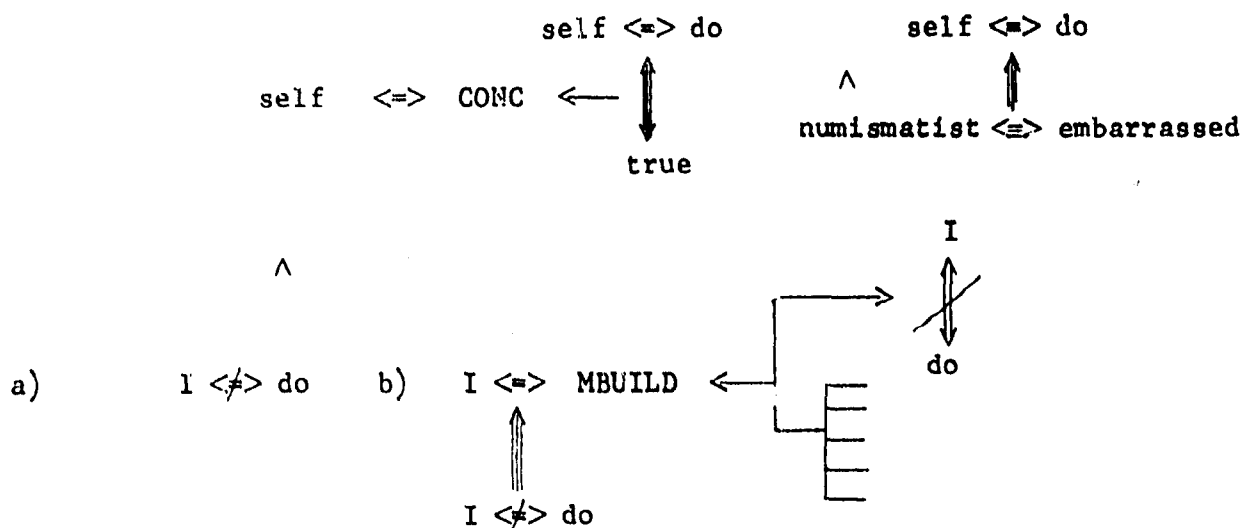 self <=> do self <=> do
∧
self <=> CONC <—
numismatist <=> embarrassed
true
I
∧
do
a) I <≠> do b) I <=> MBUILD <—
I <≠> do